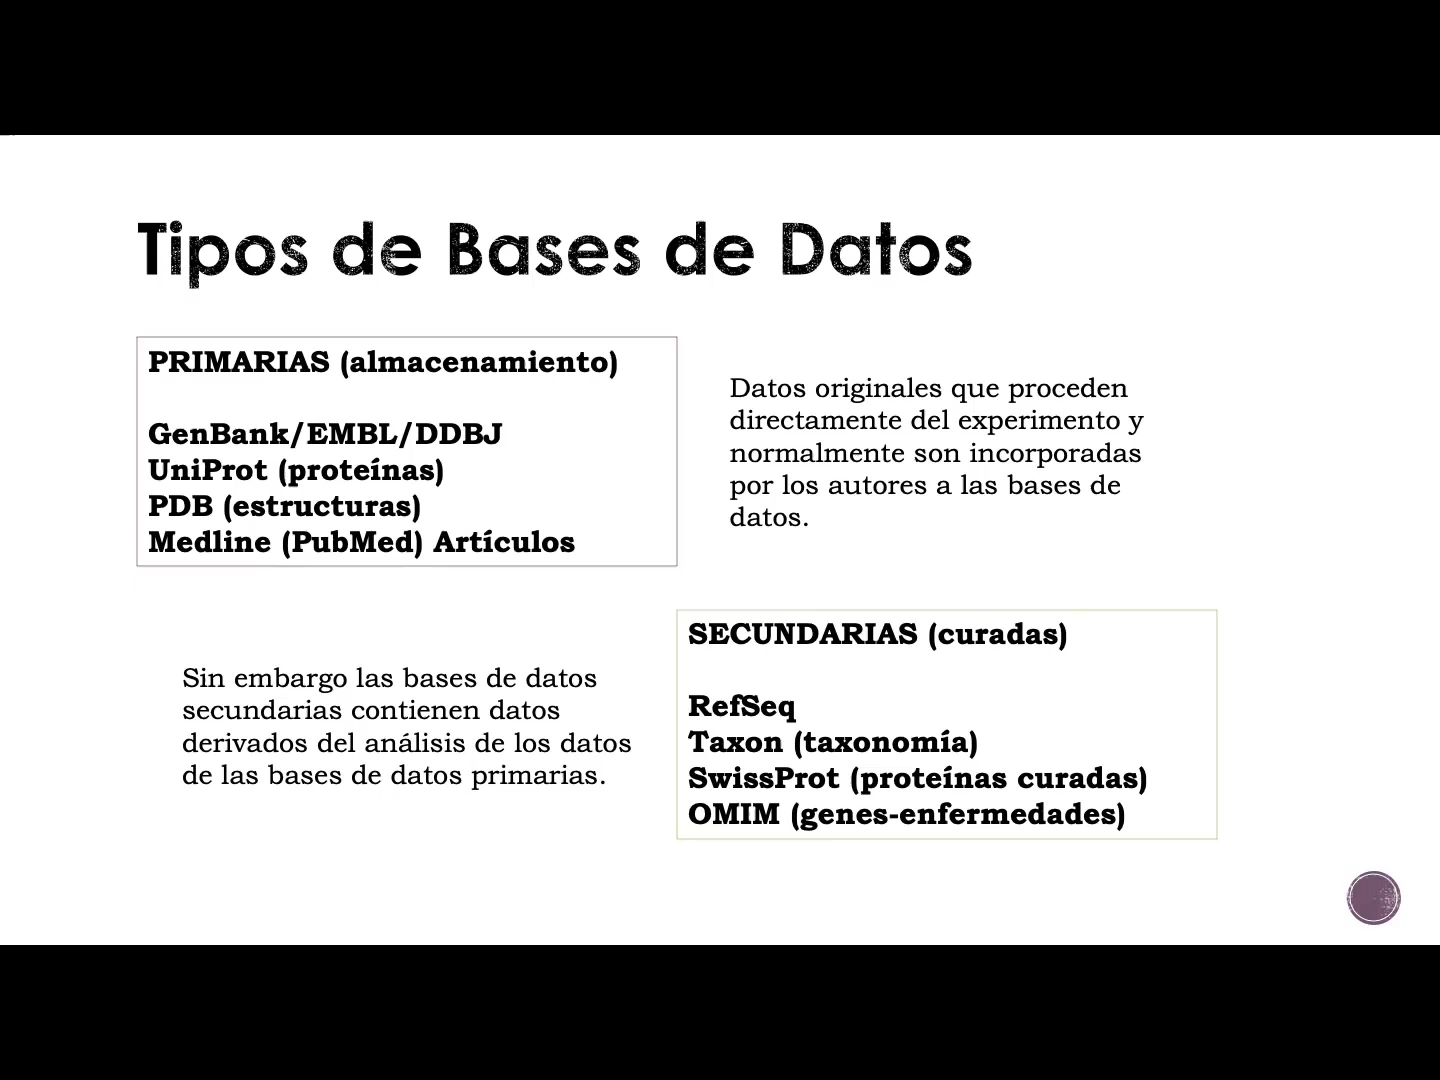 Tipos de Bases de Datos
PRIMARIAS (almacenamiento)
GenBank/EMBL/DDBJ
UniProt (proteínas)
PDB (estructuras)
Medline (PubMed) Artículos
Datos originales que proceden
directamente del experimento y
normalmente son incorporadas
por los autores a las bases de
datos.
Sin embargo las bases de datos
secundarias contienen datos
derivados del análisis de los datos
de las bases de datos primarias.
SECUNDARIAS (curadas)
RefSeq
Taxon (taxonomía)
SwissProt (proteínas curadas)
OMIM (genes-enfermedades)